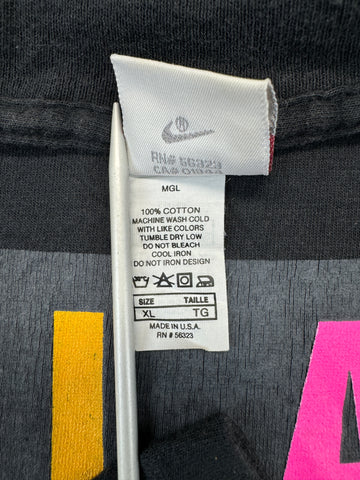 RN# 56323
CA# 01944
MGL
100% COTTON
MACHINE WASH COLD
WITH LIKE COLORS
TUMBLE DRY LOW
DO NOT BLEACH
COOL IRON
DO NOT IRON DESIGN
SIZE TAILLE
XL TG
MADE IN U.S.A.
RN # 56323